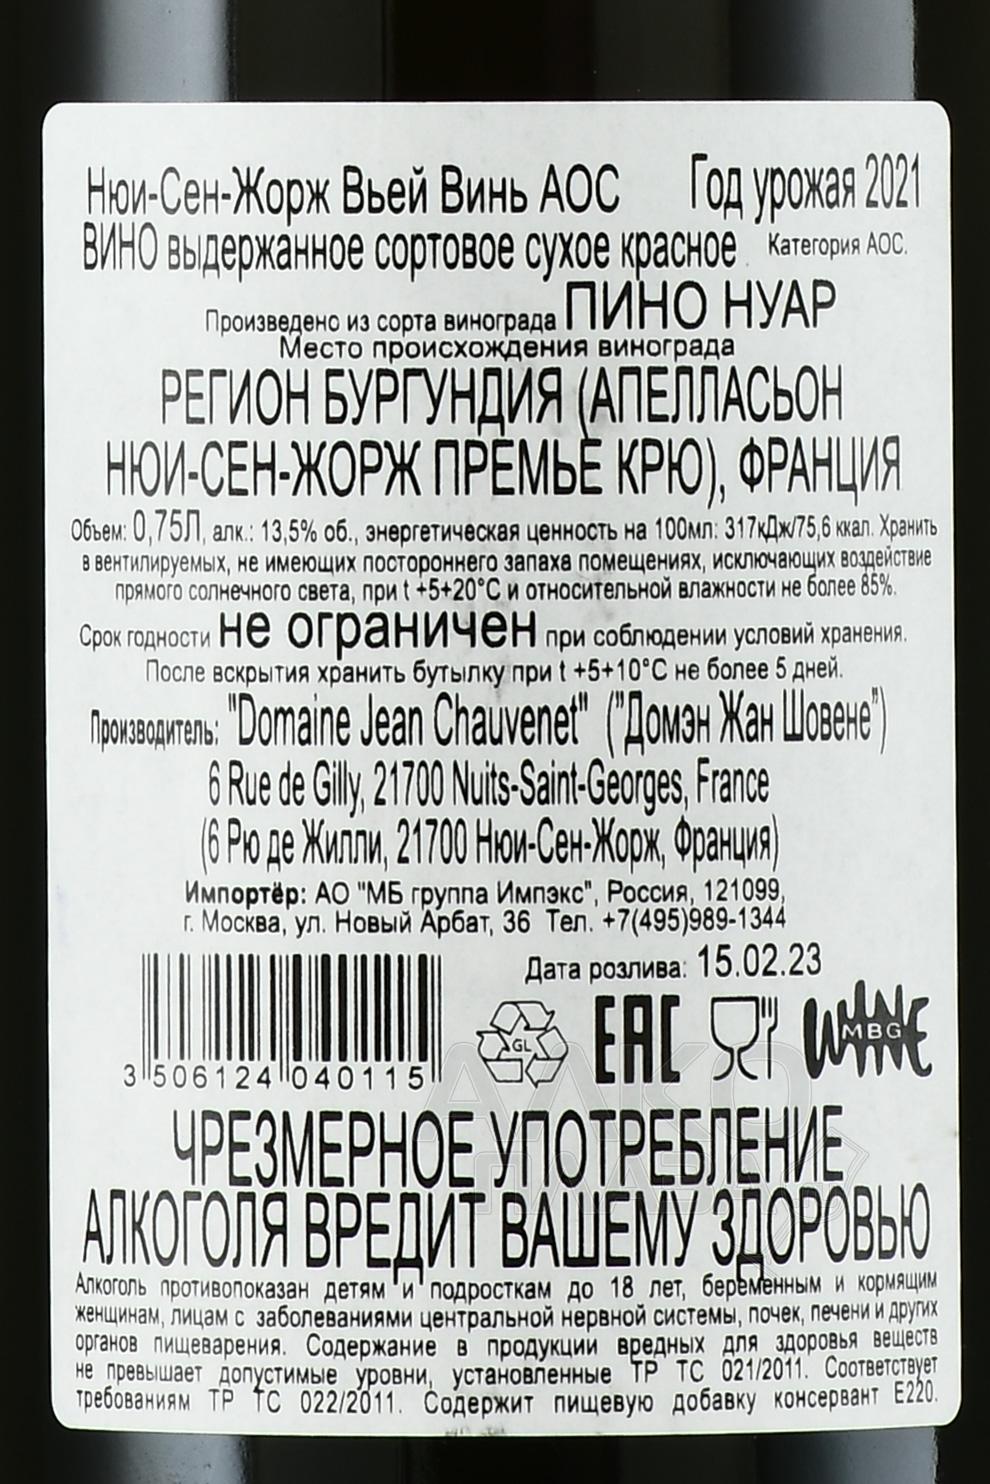 Нюи-Сен-Жорж Вьей Винь АОС Год урожая 2021
ВИНО выдержанное сортовое сухое красное Категория АОС.
Произведено из сорта винограда ПИНО НУАР
Место происхождения винограда
РЕГИОН БУРГУНДИЯ (АПЕЛЛАСЬОН
НЮИ-СЕН-ЖОРЖ ПРЕМЬЕ КРЮ), ФРАНЦИЯ
Объем: 0,75Л, алк.: 13,5% об., энергетическая ценность на 100мл: 317кДж/75,6 ккал. Хранить
в вентилируемых, не имеющих постороннего запаха помещениях, исключающих воздействие
прямого солнечного света, при t +5+20°С и относительной влажности не более 85%.
Срок годности не ограничен при соблюдении условий хранения.
После вскрытия хранить бутылку при t +5+10°С не более 5 дней.
Производитель: "Domaine Jean Chauvenet" ("Домэн Жан Шовене")
6 Rue de Gilly, 21700 Nuits-Saint-Georges, France
(6 Рю де Жилли, 21700 Нюи-Сен-Жорж, Франция)
Импортёр: АО "МБ группа Импэкс", Россия, 121099,
г. Москва, ул. Новый Арбат, 36 Тел. +7(495)989-1344
Дата розлива: 15.02.23
GL EAC WINE MBG
3 506124 040115
ЧРЕЗМЕРНОЕ УПОТРЕБЛЕНИЕ
АЛКОГОЛЯ ВРЕДИТ ВАШЕМУ ЗДОРОВЬЮ
Алкоголь противопоказан детям и подросткам до 18 лет, беременным и кормящим
женщинам, лицам с заболеваниями центральной нервной системы, почек, печени и других
органов пищеварения. Содержание в продукции вредных для здоровья веществ
не превышает допустимые уровни, установленные ТР ТС 021/2011. Соответствует
требованиям ТР ТС 022/2011. Содержит пищевую добавку консервант Е220.